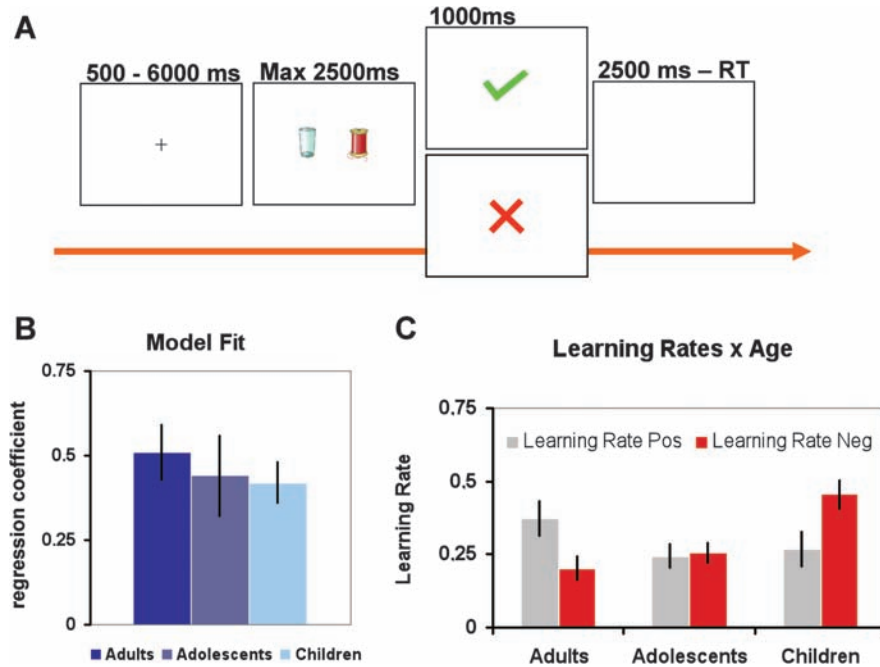 A
500 - 6000 ms
Max 2500ms
1000ms
2500 ms – RT
B
Model Fit
regression coefficient
0.75
0.5
0.25
0
Adults Adolescents Children
C
Learning Rates x Age
Learning Rate
0.75
0.5
0.25
0
Learning Rate Pos Learning Rate Neg
Adults Adolescents Children